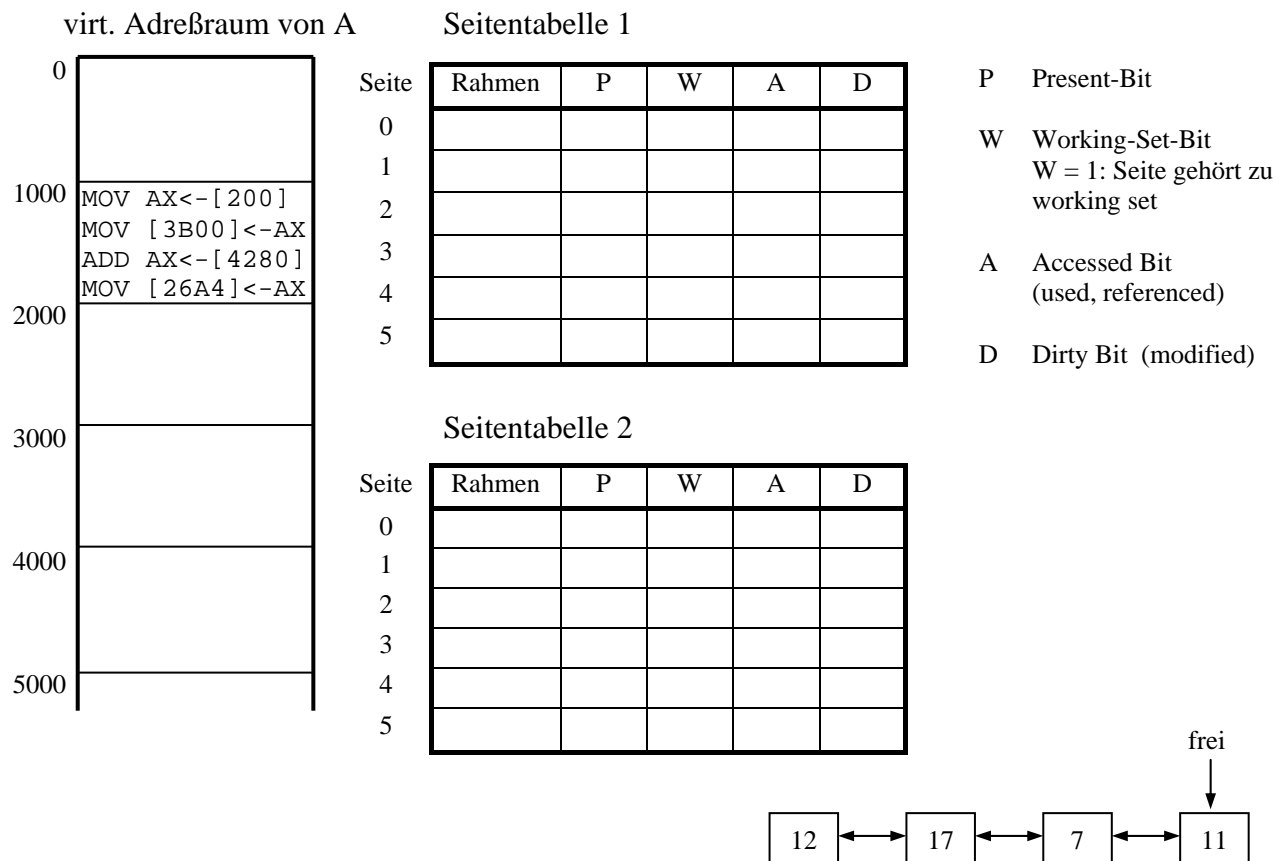 virt. Adreßraum von A
0
1000
MOV AX<-[200]
MOV [3B00]<-AX
ADD AX<-[4280]
MOV [26A4]<-AX
2000
3000
4000
5000
Seitentabelle 1
Seite Rahmen P W A D
0
1
2
3
4
5
P Present-Bit
W Working-Set-Bit
W = 1: Seite gehört zu
working set
A Accessed Bit
(used, referenced)
D Dirty Bit (modified)
Seitentabelle 2
Seite Rahmen P W A D
0
1
2
3
4
5
frei
12 17 7 11